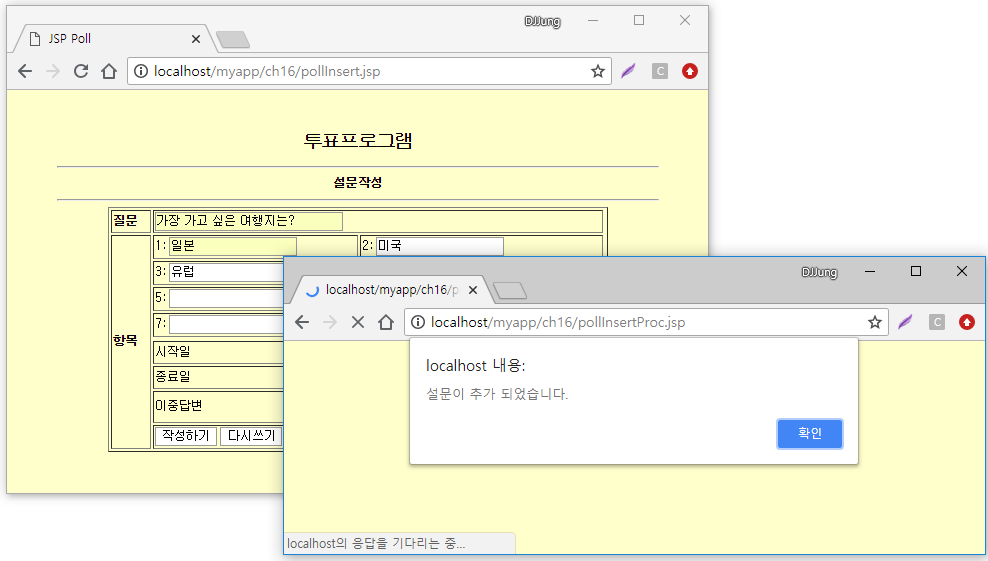 DJJung
JSP Poll
localhost/myapp/ch16/pollInsert.jsp
C
투표프로그램
설문작성
질문 가장 가고 싶은 여행지는?
항목
1: 일본 2: 미국
3: 유럽
5:
7:
시작일
종료일
이중답변
작성하기 다시쓰기
DJJung
localhost/myapp/ch16/p
localhost/myapp/ch16/pollInsertProc.jsp
C
localhost 내용:
설문이 추가 되었습니다.
확인
localhost의 응답을 기다리는 중...